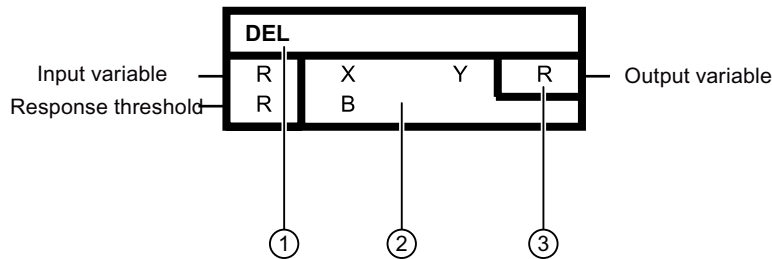 DEL
Input variable R X Y R Output variable
Response threshold R B
1 2 3